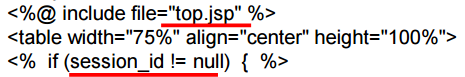 <%@ include file="top.jsp" %>
<table width="75%" align="center" height="100%">
<%  if (session_id != null)  {  %>